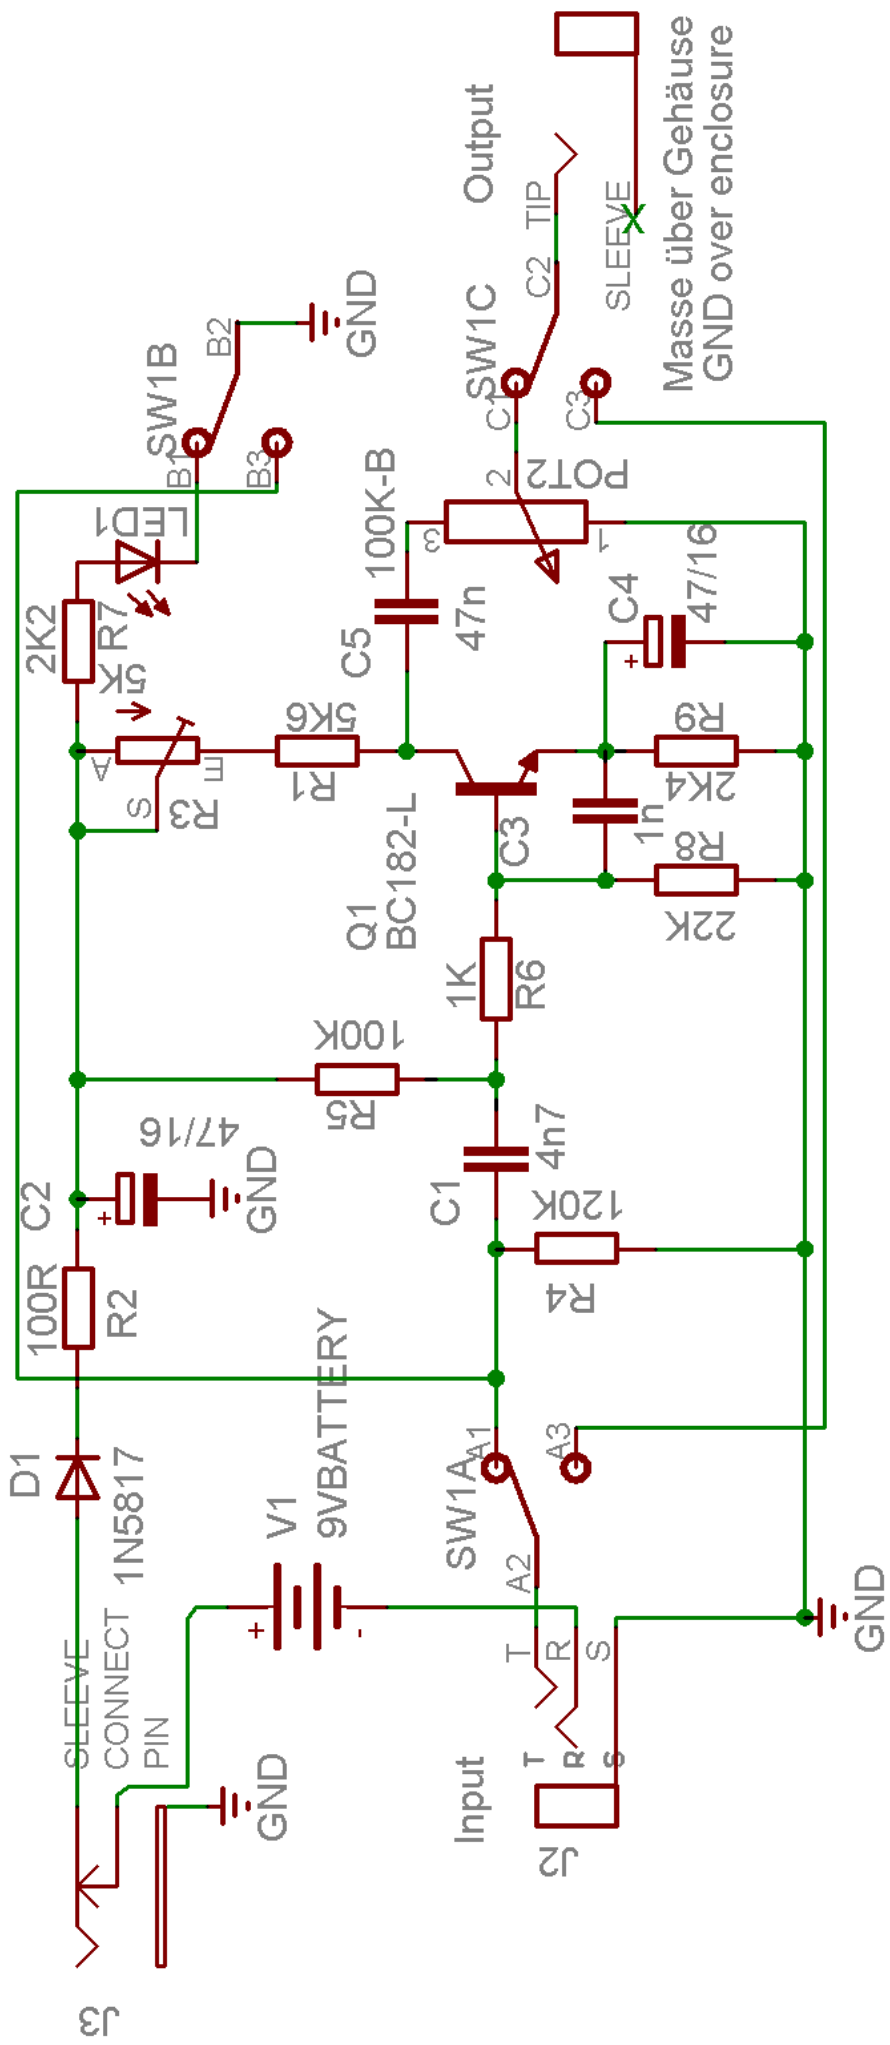 J3
SLEEVE
CONNECT
PIN
GND
D1
1N5817
100R
R2
C2
+
47/16
GND
V1
9VBATTERY
+
-
Input
J2
T
R
S
T
R
S
SW1A
A2
A1
A3
GND
R4
120K
C1
4n7
R5
100K
1K
R6
Q1
BC182-L
C3
1n
R8
22K
R9
2K4
C4
+
47/16
R3
5K
A
S
E
R1
5K6
2K2
R7
LED1
SW1B
B1
B2
B3
GND
C5
47n
100K-B
POT2
3
2
1
SW1C
C1
C2
C3
Output
TIP
SLEEVE
Masse über Gehäuse
GND over enclosure